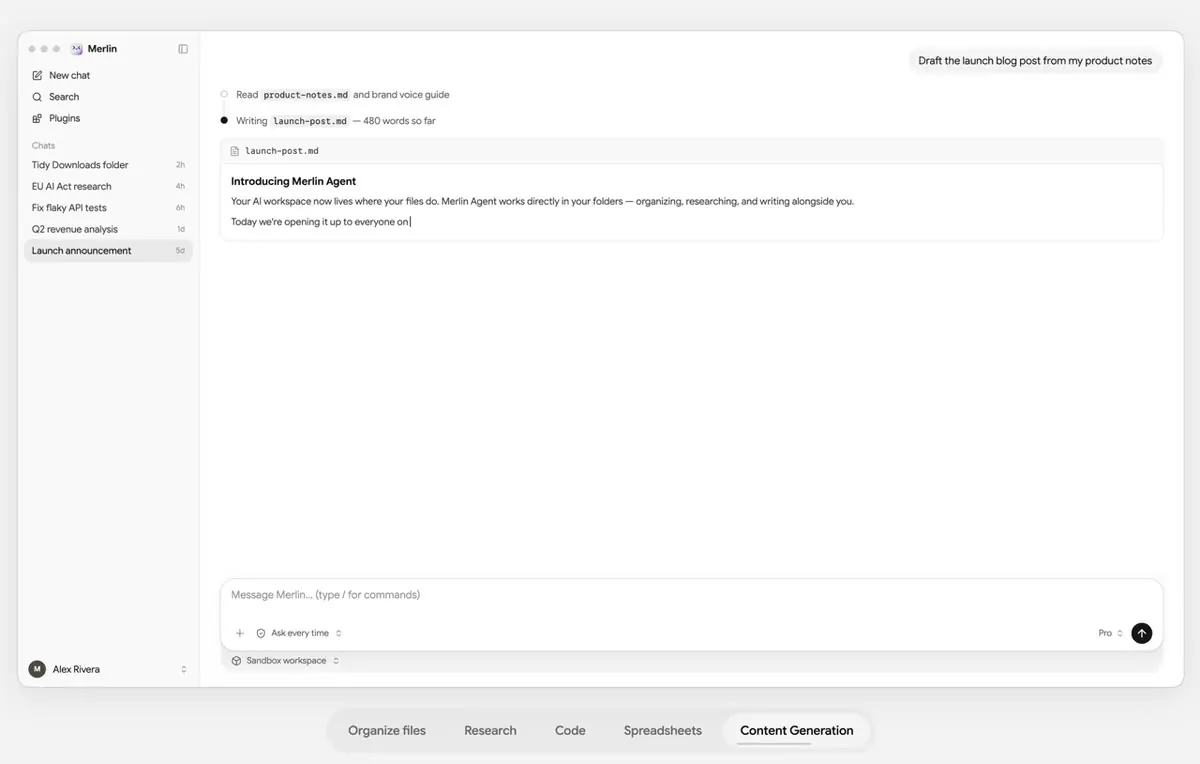 Merlin
New chat
Search
Plugins
Chats
Tidy Downloads folder 2h
EU AI Act research 4h
Fix flaky API tests 6h
Q2 revenue analysis 1d
Launch announcement 5d
M Alex Rivera
Draft the launch blog post from my product notes
Read product-notes.md and brand voice guide
Writing launch-post.md — 480 words so far
launch-post.md
Introducing Merlin Agent
Your AI workspace now lives where your files do. Merlin Agent works directly in your folders — organizing, researching, and writing alongside you.
Today we're opening it up to everyone on
Message Merlin... (type / for commands)
Ask every time Pro
Sandbox workspace
Organize files Research Code Spreadsheets Content Generation